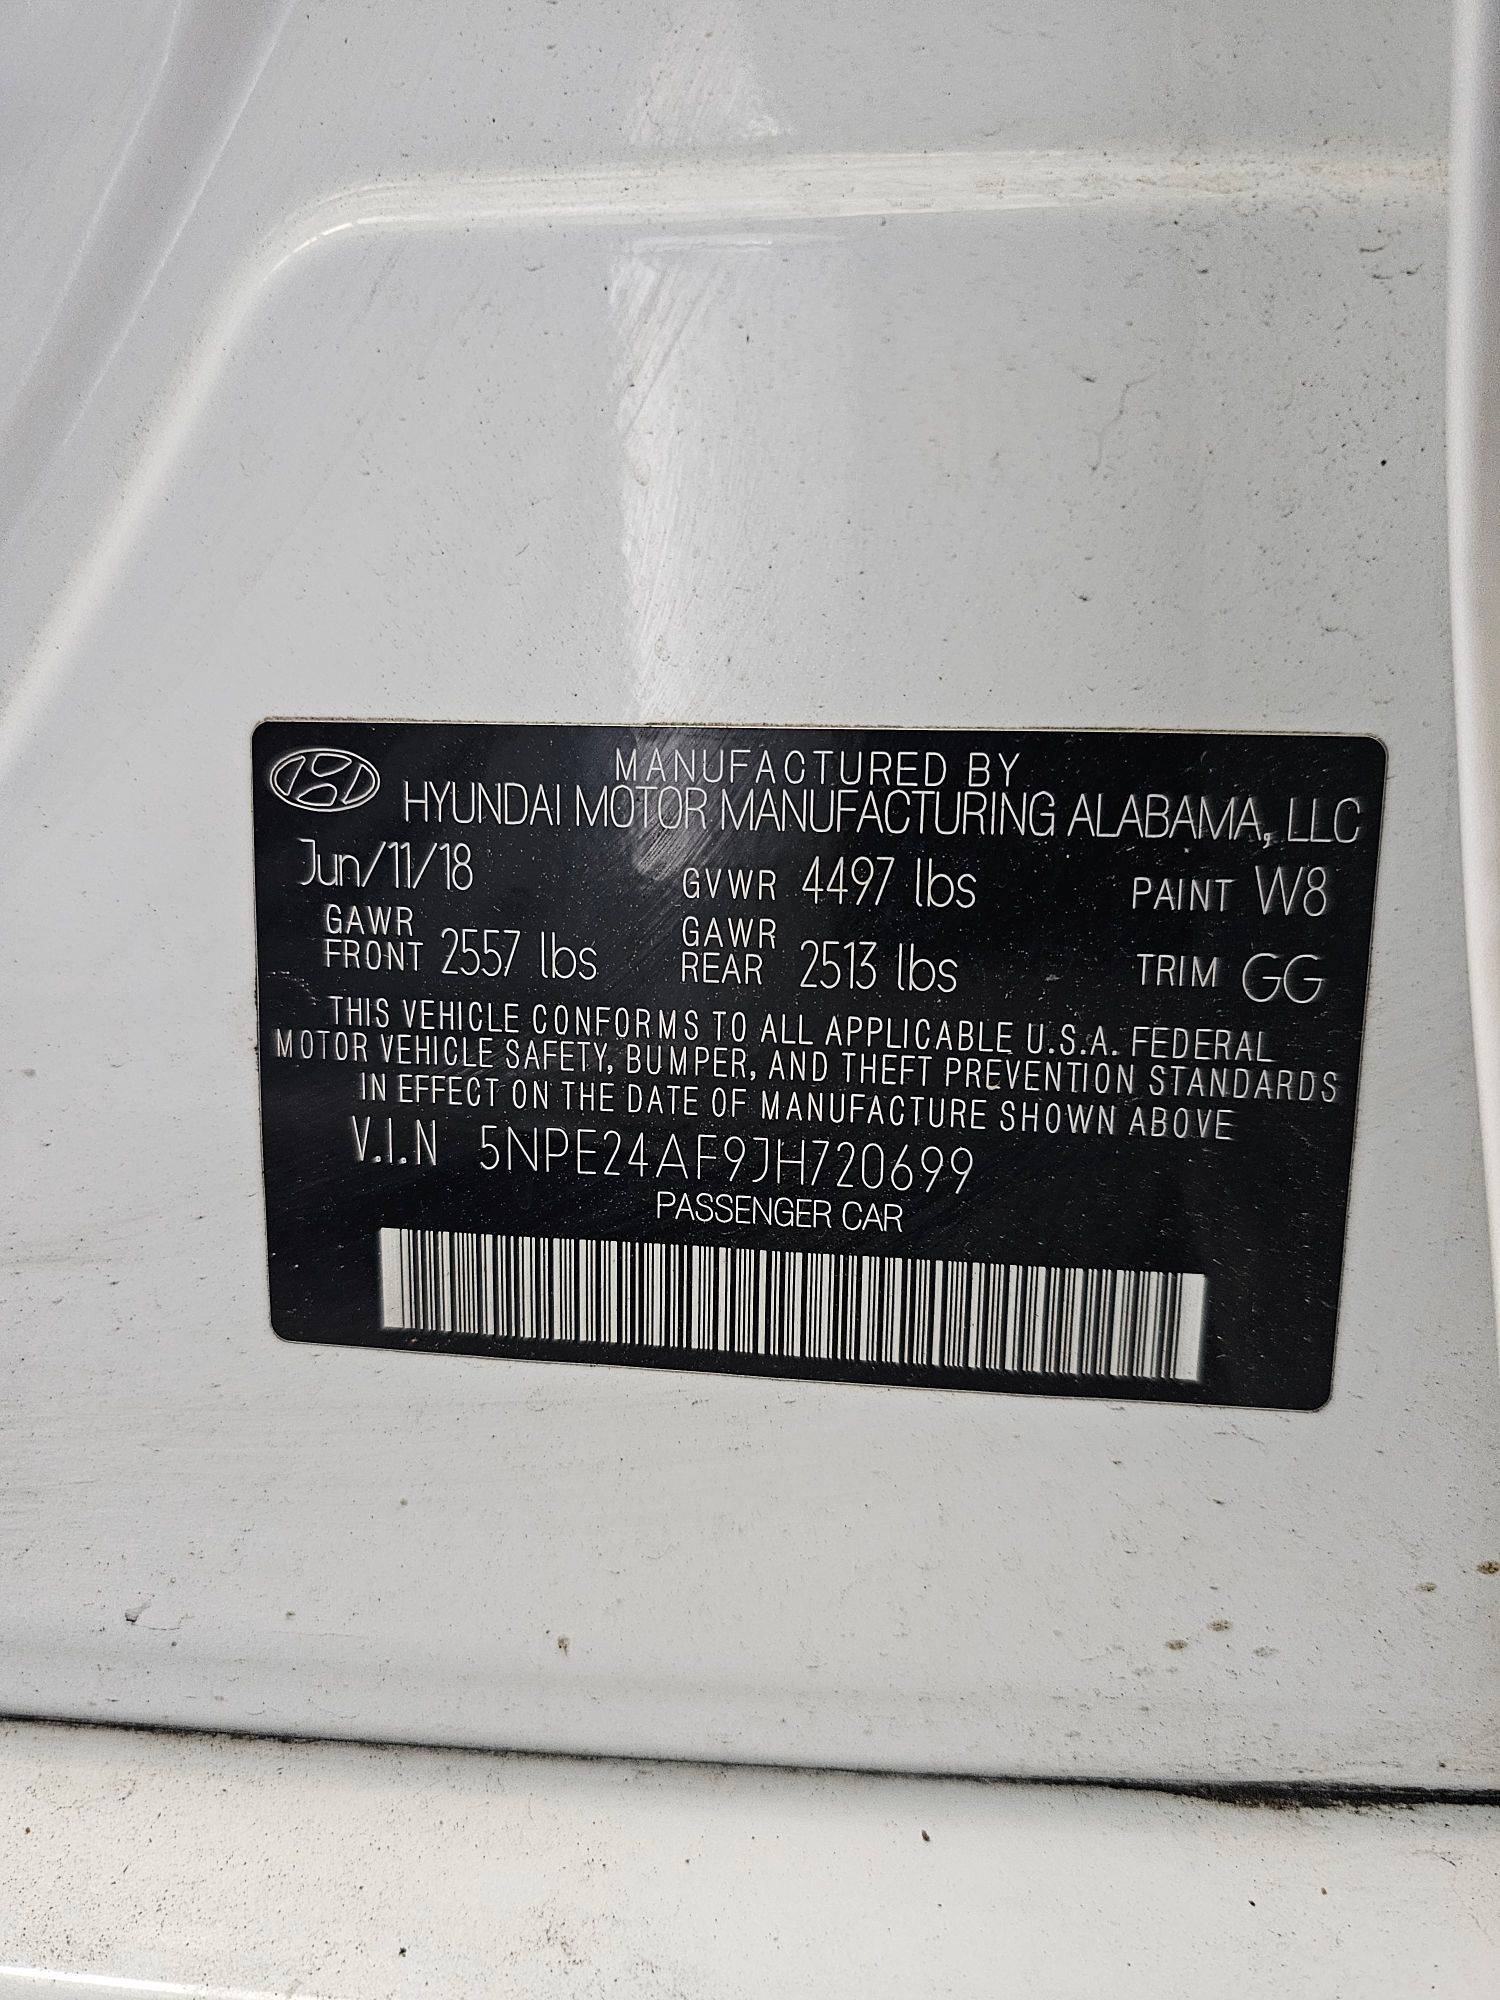 MANUFACTURED BY
HYUNDAI MOTOR MANUFACTURING ALABAMA, LLC
Jun/11/18 GVWR 4497 lbs PAINT W8
GAWR FRONT 2557 lbs GAWR REAR 2513 lbs TRIM GG
THIS VEHICLE CONFORMS TO ALL APPLICABLE U.S.A. FEDERAL
MOTOR VEHICLE SAFETY, BUMPER, AND THEFT PREVENTION STANDARDS
IN EFFECT ON THE DATE OF MANUFACTURE SHOWN ABOVE
V.I.N 5NPE24AF9JH720699
PASSENGER CAR